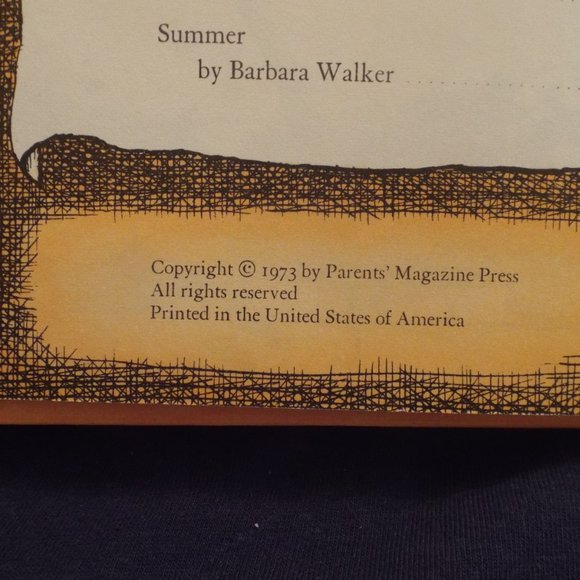 Summer
by Barbara Walker ....................
Copyright © 1973 by Parents' Magazine Press
All rights reserved
Printed in the United States of America